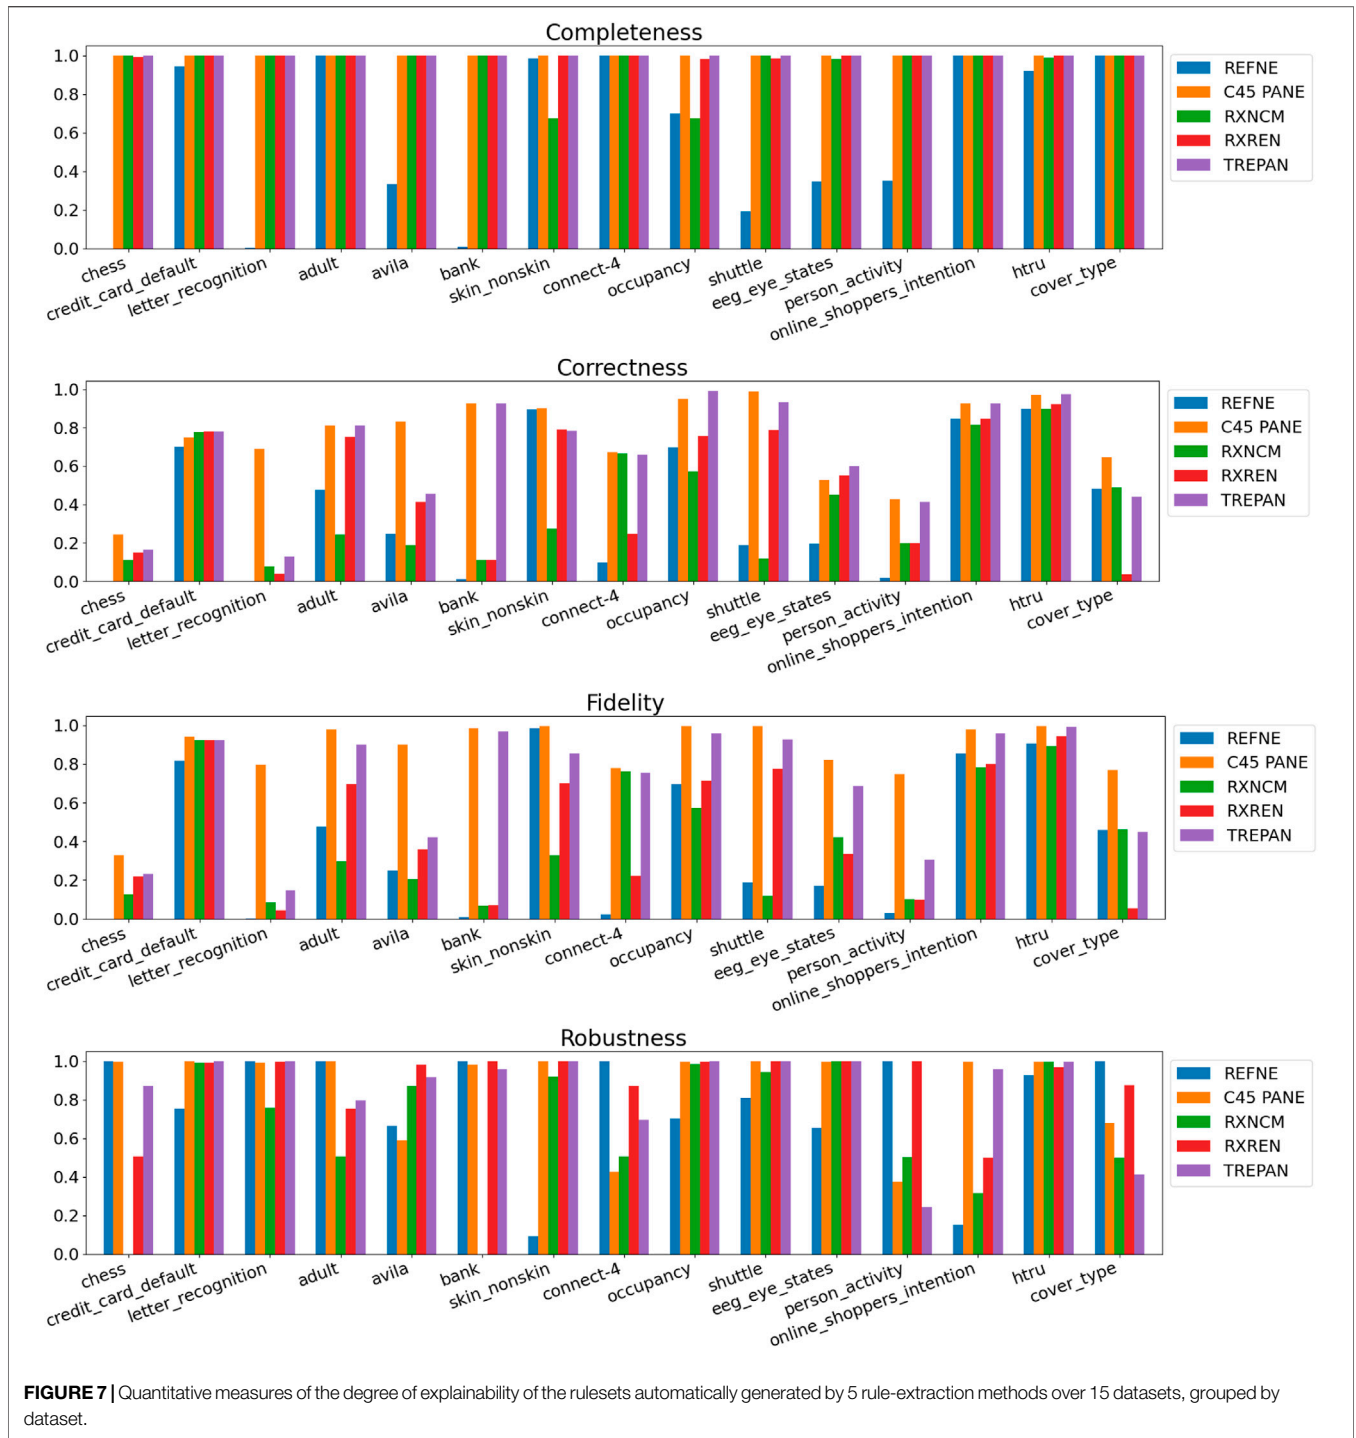 Completeness
1.0
0.8
0.6
0.4
0.2
0.0
chess
credit_card_default
letter_recognition
adult
avila
bank
skin_nonskin
connect-4
occupancy
shuttle
eeg_eye_states
person_activity
online_shoppers_intention
htru
cover_type
REFNE
C45 PANE
RXNCM
RXREN
TREPAN
Correctness
1.0
0.8
0.6
0.4
0.2
0.0
chess
credit_card_default
letter_recognition
adult
avila
bank
skin_nonskin
connect-4
occupancy
shuttle
eeg_eye_states
person_activity
online_shoppers_intention
htru
cover_type
REFNE
C45 PANE
RXNCM
RXREN
TREPAN
Fidelity
1.0
0.8
0.6
0.4
0.2
0.0
chess
credit_card_default
letter_recognition
adult
avila
bank
skin_nonskin
connect-4
occupancy
shuttle
eeg_eye_states
person_activity
online_shoppers_intention
htru
cover_type
REFNE
C45 PANE
RXNCM
RXREN
TREPAN
Robustness
1.0
0.8
0.6
0.4
0.2
0.0
chess
credit_card_default
letter_recognition
adult
avila
bank
skin_nonskin
connect-4
occupancy
shuttle
eeg_eye_states
person_activity
online_shoppers_intention
htru
cover_type
REFNE
C45 PANE
RXNCM
RXREN
TREPAN
FIGURE 7 | Quantitative measures of the degree of explainability of the rulesets automatically generated by 5 rule-extraction methods over 15 datasets, grouped by
dataset.